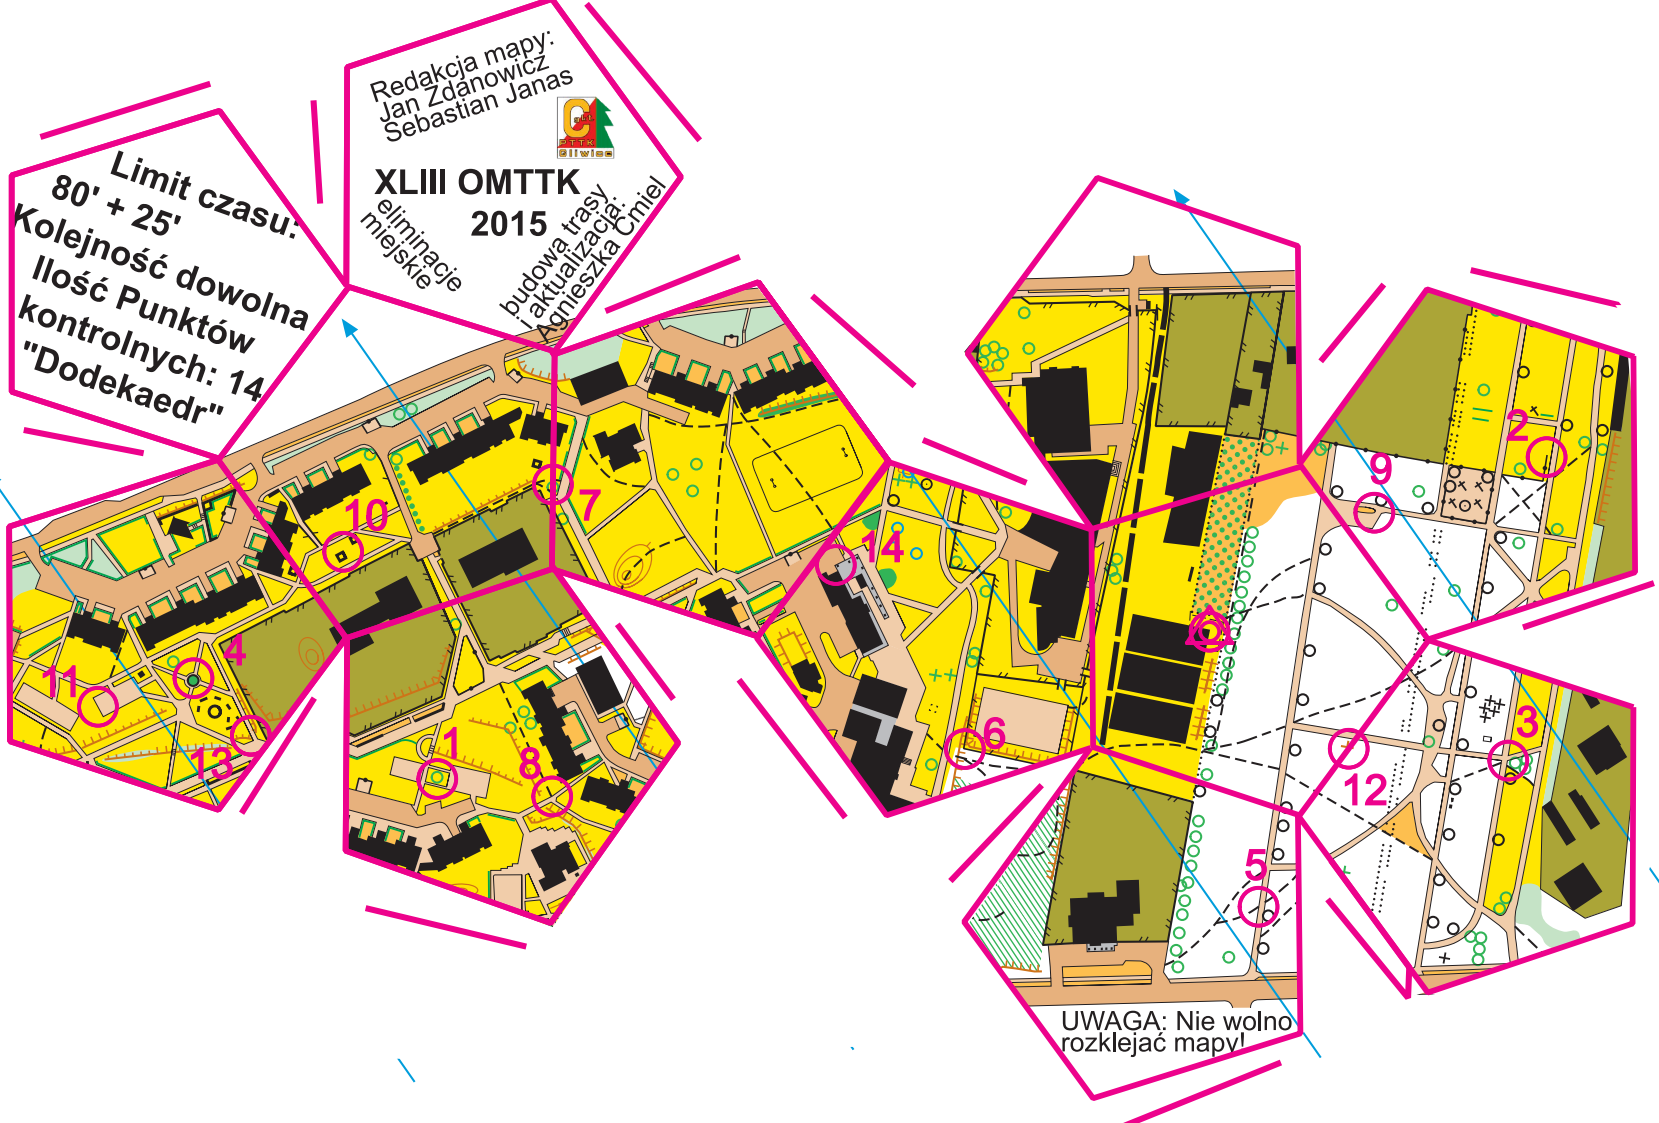 Limit czasu:
80' + 25'
Kolejność dowolna
Ilość Punktów
kontrolnych: 14
"Dodekaedr"
Redakcja mapy:
Jan Zdanowicz
Sebastian Janas
PTTK
Gliwice
XLIII OMTTK
2015
eliminacje
miejskie
budowa trasy
i aktualizacja:
Agnieszka Ćmiel
10
7
14
4
11
13
1
8
6
9
2
3
12
5
UWAGA: Nie wolno
rozklejać mapy!